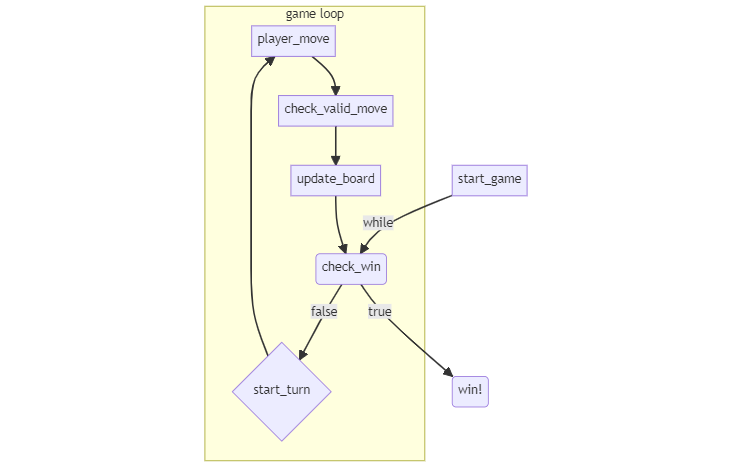 game loop
player_move
check_valid_move
update_board
start_game
while
check_win
false
true
start_turn
win!